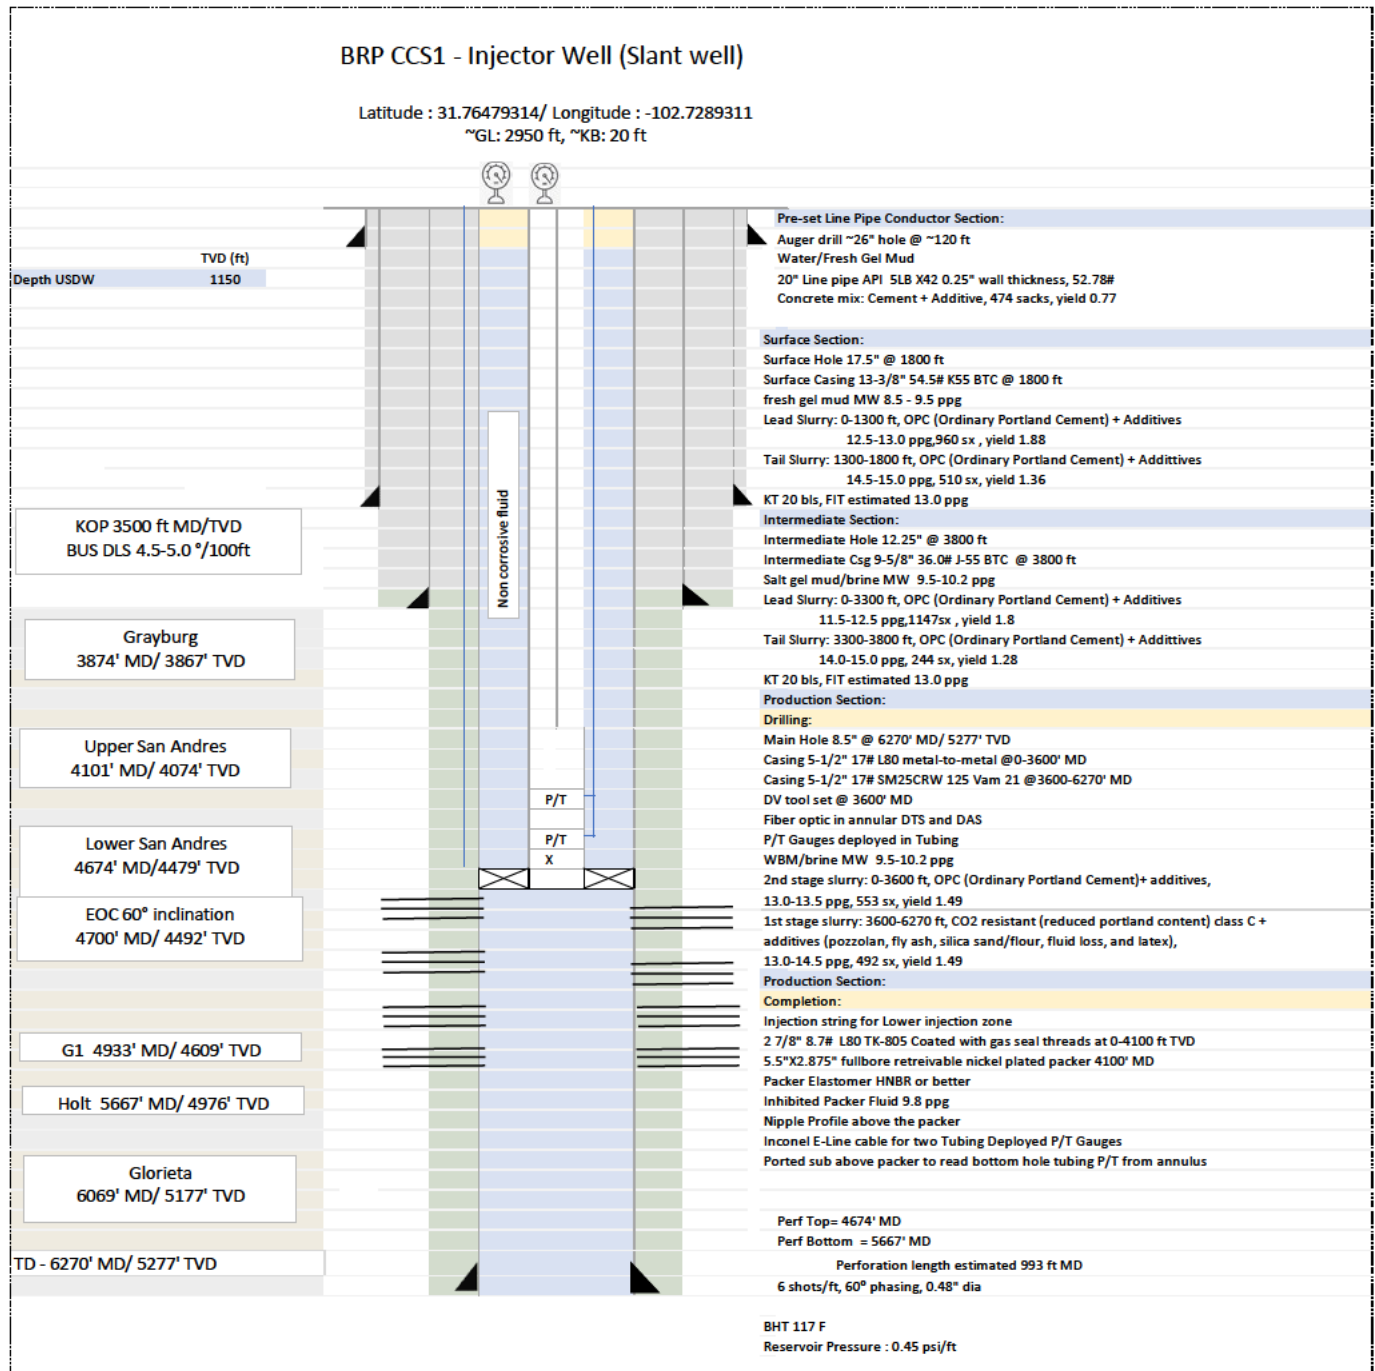 BRP CCS1 - Injector Well (Slant well)
Latitude : 31.76479314/ Longitude : -102.7289311
~GL: 2950 ft, ~KB: 20 ft
TVD (ft)
Depth USDW 1150
KOP 3500 ft MD/TVD
BUS DLS 4.5-5.0 °/100ft
Grayburg
3874' MD/ 3867' TVD
Upper San Andres
4101' MD/ 4074' TVD
Lower San Andres
4674' MD/4479' TVD
EOC 60° inclination
4700' MD/ 4492' TVD
G1 4933' MD/ 4609' TVD
Holt 5667' MD/ 4976' TVD
Glorieta
6069' MD/ 5177' TVD
TD - 6270' MD/ 5277' TVD
Non corrosive fluid
P/T
P/T
X
Pre-set Line Pipe Conductor Section:
Auger drill ~26" hole @ ~120 ft
Water/Fresh Gel Mud
20" Line pipe API 5LB X42 0.25" wall thickness, 52.78#
Concrete mix: Cement + Additive, 474 sacks, yield 0.77
Surface Section:
Surface Hole 17.5" @ 1800 ft
Surface Casing 13-3/8" 54.5# K55 BTC @ 1800 ft
fresh gel mud MW 8.5 - 9.5 ppg
Lead Slurry: 0-1300 ft, OPC (Ordinary Portland Cement) + Additives
12.5-13.0 ppg,960 sx , yield 1.88
Tail Slurry: 1300-1800 ft, OPC (Ordinary Portland Cement) + Addittives
14.5-15.0 ppg, 510 sx, yield 1.36
KT 20 bls, FIT estimated 13.0 ppg
Intermediate Section:
Intermediate Hole 12.25" @ 3800 ft
Intermediate Csg 9-5/8" 36.0# J-55 BTC @ 3800 ft
Salt gel mud/brine MW 9.5-10.2 ppg
Lead Slurry: 0-3300 ft, OPC (Ordinary Portland Cement) + Additives
11.5-12.5 ppg,1147sx , yield 1.8
Tail Slurry: 3300-3800 ft, OPC (Ordinary Portland Cement) + Addittives
14.0-15.0 ppg, 244 sx, yield 1.28
KT 20 bls, FIT estimated 13.0 ppg
Production Section:
Drilling:
Main Hole 8.5" @ 6270' MD/ 5277' TVD
Casing 5-1/2" 17# L80 metal-to-metal @0-3600' MD
Casing 5-1/2" 17# SM25CRW 125 Vam 21 @3600-6270' MD
DV tool set @ 3600' MD
Fiber optic in annular DTS and DAS
P/T Gauges deployed in Tubing
WBM/brine MW 9.5-10.2 ppg
2nd stage slurry: 0-3600 ft, OPC (Ordinary Portland Cement)+ additives,
13.0-13.5 ppg, 553 sx, yield 1.49
1st stage slurry: 3600-6270 ft, CO2 resistant (reduced portland content) class C +
additives (pozzolan, fly ash, silica sand/flour, fluid loss, and latex),
13.0-14.5 ppg, 492 sx, yield 1.49
Production Section:
Completion:
Injection string for Lower injection zone
2 7/8" 8.7# L80 TK-805 Coated with gas seal threads at 0-4100 ft TVD
5.5"X2.875" fullbore retreivable nickel plated packer 4100' MD
Packer Elastomer HNBR or better
Inhibited Packer Fluid 9.8 ppg
Nipple Profile above the packer
Inconel E-Line cable for two Tubing Deployed P/T Gauges
Ported sub above packer to read bottom hole tubing P/T from annulus
Perf Top= 4674' MD
Perf Bottom = 5667' MD
Perforation length estimated 993 ft MD
6 shots/ft, 60º phasing, 0.48" dia
BHT 117 F
Reservoir Pressure : 0.45 psi/ft